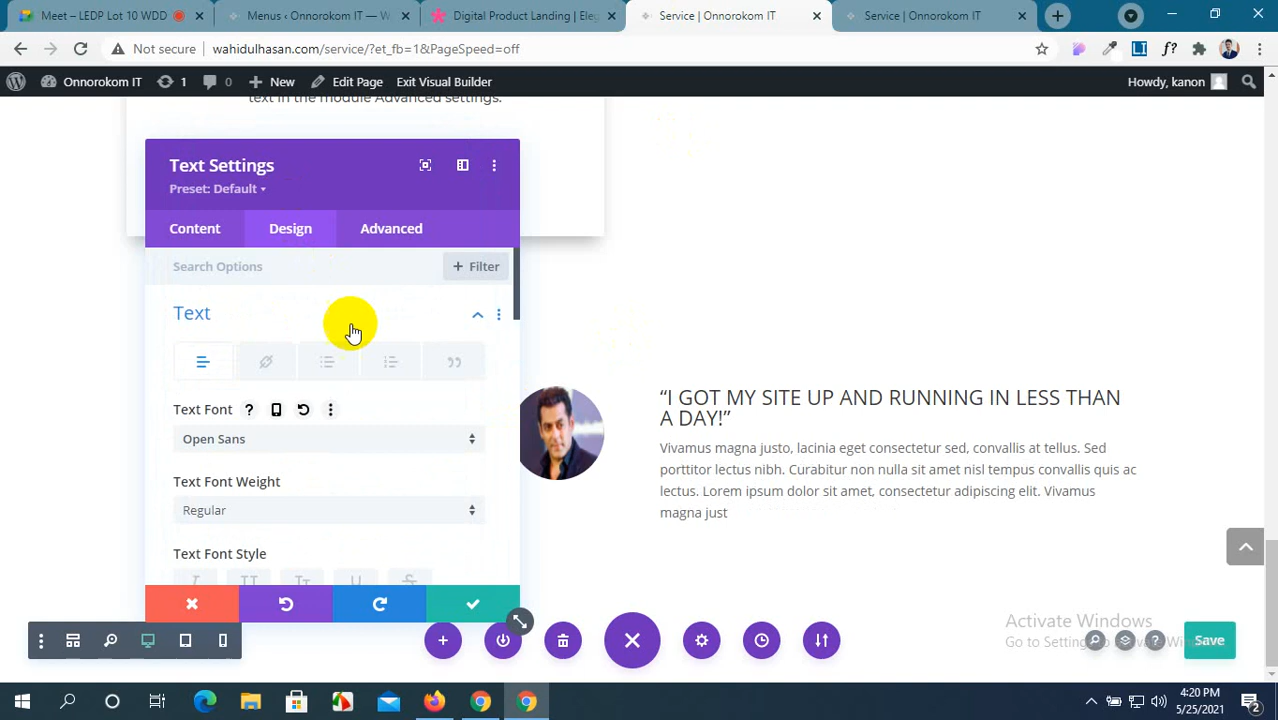 Meet – LEDP Lot 10 WDD
Menus ‹ Onnorokom IT — W
Digital Product Landing | Eleg
Service | Onnorokom IT
Service | Onnorokom IT
Not secure
wahidulhasan.com/service/?et_fb=1&PageSpeed=off
Onnorokom IT
1
0
New
Edit Page
Exit Visual Builder
Howdy, kanon
text in the module Advanced settings.
Text Settings
Preset: Default
Content
Design
Advanced
Search Options
+ Filter
Text
Text Font
Open Sans
Text Font Weight
Regular
Text Font Style
“I GOT MY SITE UP AND RUNNING IN LESS THAN
A DAY!”
Vivamus magna justo, lacinia eget consectetur sed, convallis at tellus. Sed
porttitor lectus nibh. Curabitur non nulla sit amet nisl tempus convallis quis ac
lectus. Lorem ipsum dolor sit amet, consectetur adipiscing elit. Vivamus
magna just
Activate Windows
Go to Settings to Activate Windows.
Save
4:20 PM
5/25/2021
2